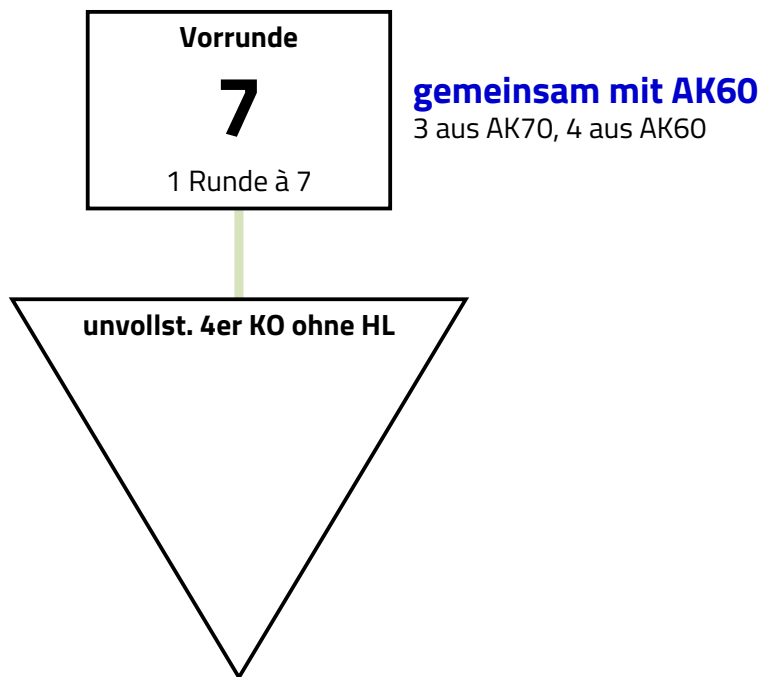 Vorrunde
7
1 Runde à 7
gemeinsam mit AK60
3 aus AK70, 4 aus AK60
unvollst. 4er KO ohne HL